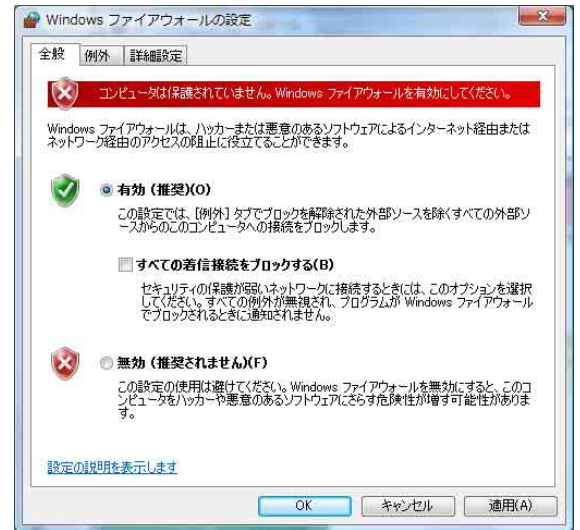 Windows ファイアウォールの設定
全般 例外 詳細設定
コンピュータは保護されていません。Windows ファイアウォールを有効にしてください。
Windows ファイアウォールは、ハッカーまたは悪意のあるソフトウェアによるインターネット経由または
ネットワーク経由のアクセスの阻止に役立てることができます。
有効 (推奨)(O)
この設定では、[例外] タブでブロックを解除された外部ソースを除くすべての外部ソ
ースからのこのコンピュータへの接続をブロックします。
すべての着信接続をブロックする(B)
セキュリティの保護が弱いネットワークに接続するときには、このオプションを選択
してください。すべての例外が無視され、プログラムが Windows ファイアウォール
でブロックされるときに通知されません。
無効 (推奨されません)(F)
この設定の使用は避けてください。Windows ファイアウォールを無効にすると、このコ
ンピュータをハッカーや悪意のあるソフトウェアにさらす危険性が増す可能性がありま
す。
設定の説明を表示します
OK キャンセル 適用(A)